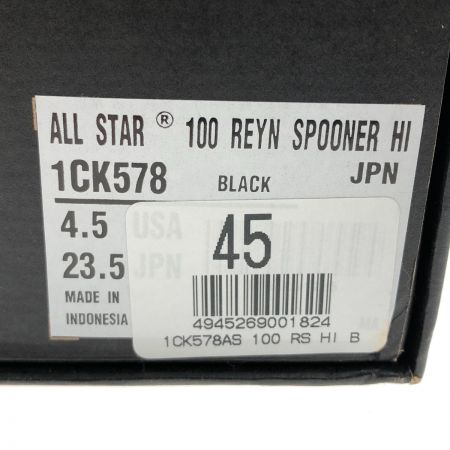 ALL STAR ® 100 REYN SPOONER HI
1CK578 BLACK JPN
4.5 USA
23.5 JPN
MADE IN
INDONESIA
45
4945269001824
1CK578AS 100 RS HI B